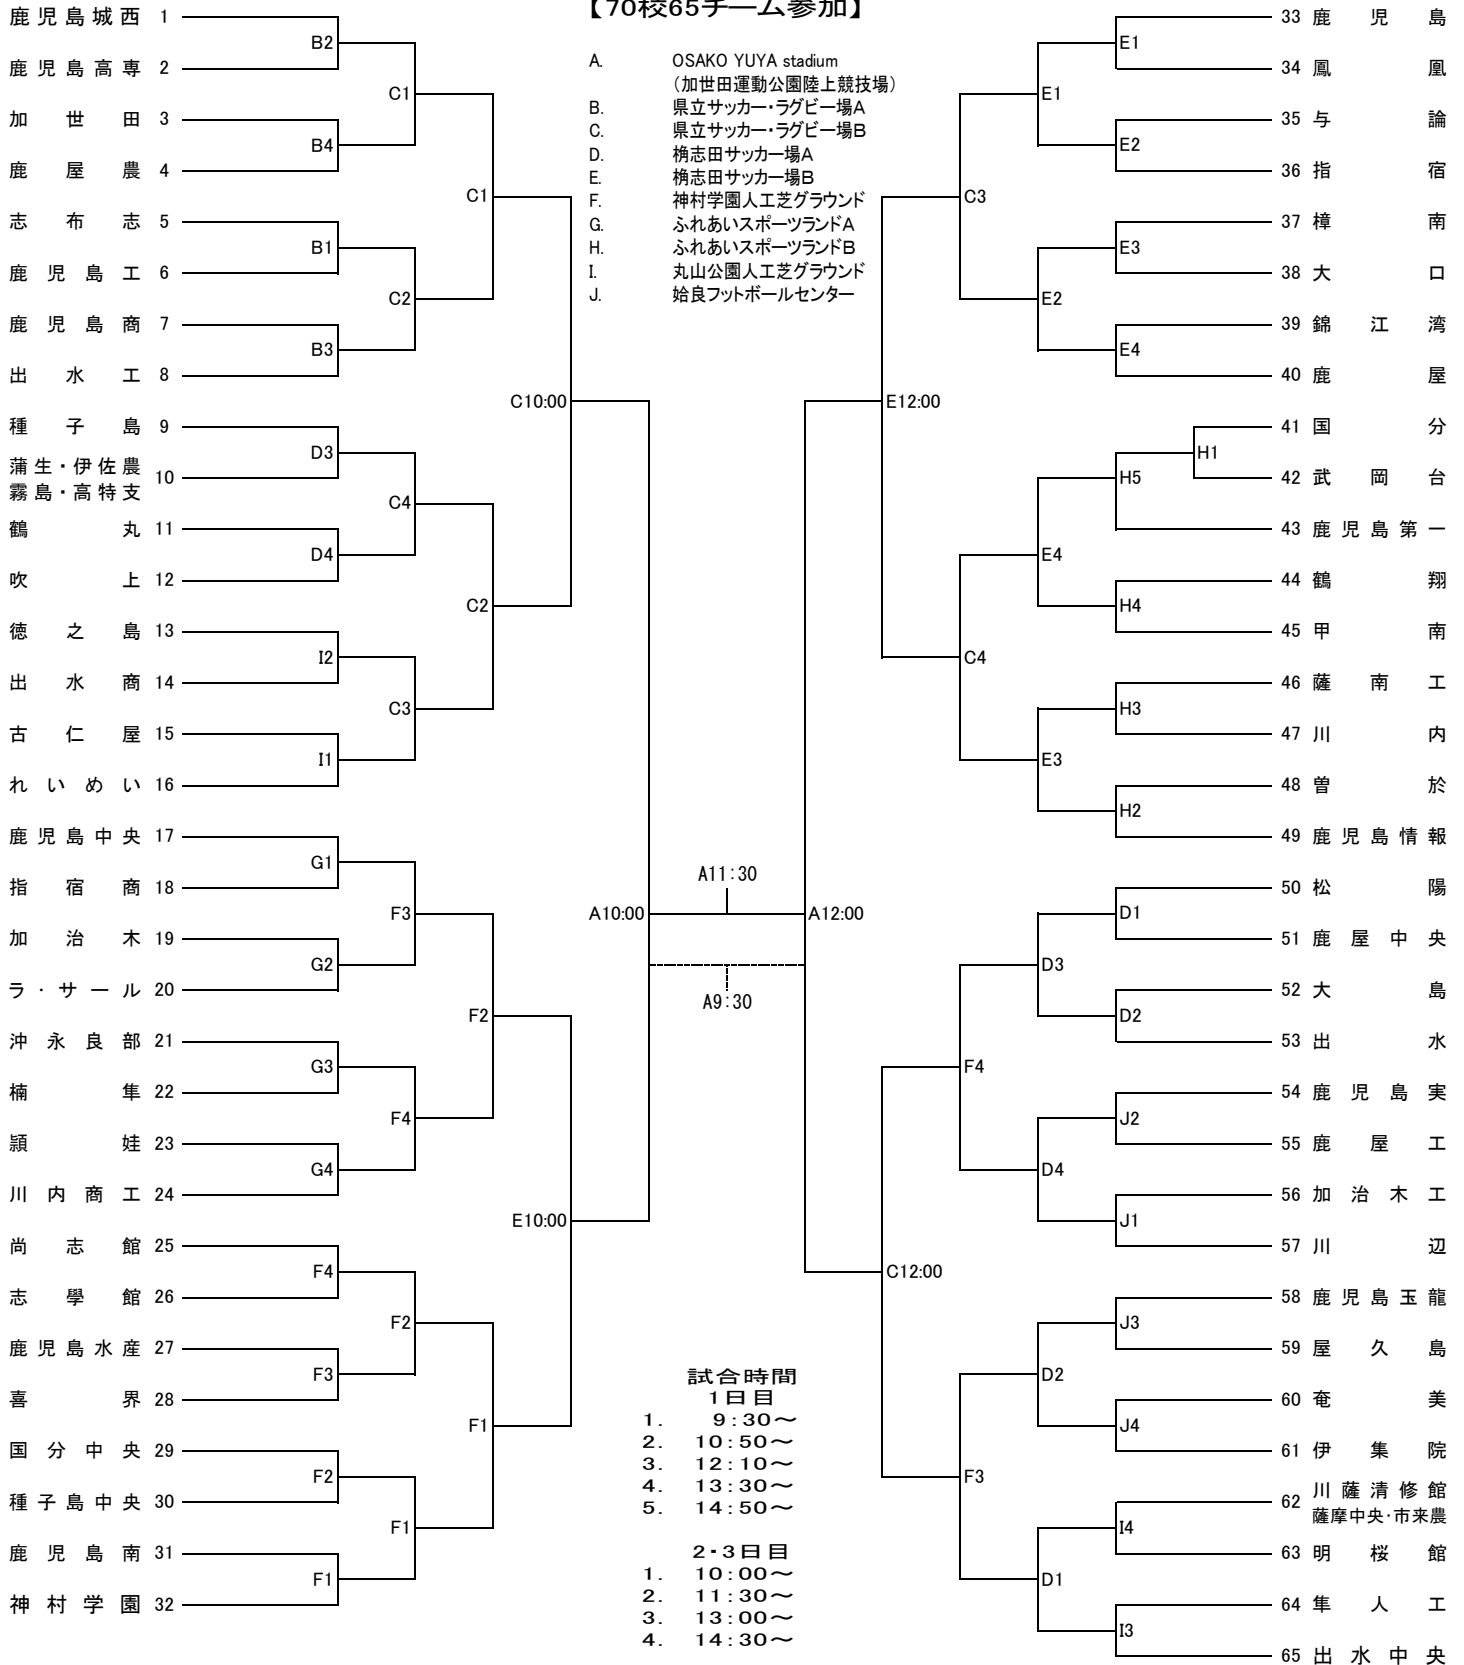 【70校65チーム参加】
A. OSAKO YUYA stadium
（加世田運動公園陸上競技場）
B. 県立サッカー・ラグビー場A
C. 県立サッカー・ラグビー場B
D. 桷志田サッカー場A
E. 桷志田サッカー場B
F. 神村学園人工芝グラウンド
G. ふれあいスポーツランドA
H. ふれあいスポーツランドB
I. 丸山公園人工芝グラウンド
J. 姶良フットボールセンター
鹿児島城西 1
鹿児島高専 2
加世田 3
鹿屋農 4
志布志 5
鹿児島工 6
鹿児島商 7
出水工 8
種子島 9
蒲生・伊佐農
霧島・高特支 10
鶴丸 11
吹上 12
徳之島 13
出水商 14
古仁屋 15
れいめい 16
鹿児島中央 17
指宿商 18
加治木 19
ラ・サール 20
沖永良部 21
楠隼 22
頴娃 23
川内商工 24
尚志館 25
志學館 26
鹿児島水産 27
喜界 28
国分中央 29
種子島中央 30
鹿児島南 31
神村学園 32
B2
B4
B1
B3
D3
D4
I2
I1
G1
G2
G3
G4
F4
F3
F2
F1
C1
C2
C4
C3
F3
F4
F2
F1
C1
C2
F2
F1
C10:00
E10:00
A10:00
A11:30
A9:30
A12:00
E12:00
C12:00
C3
C4
F4
F3
E1
E2
E4
E3
D3
D4
D2
D1
E1
E2
E3
E4
H1
H5
H4
H3
H2
D1
D2
J2
J1
J3
J4
I4
I3
33 鹿児島
34 鳳凰
35 与論
36 指宿
37 樟南
38 大口
39 錦江湾
40 鹿屋
41 国分
42 武岡台
43 鹿児島第一
44 鶴翔
45 甲南
46 薩南工
47 川内
48 曽於
49 鹿児島情報
50 松陽
51 鹿屋中央
52 大島
53 出水
54 鹿児島実
55 鹿屋工
56 加治木工
57 川辺
58 鹿児島玉龍
59 屋久島
60 奄美
61 伊集院
62 川薩清修館
薩摩中央・市来農
63 明桜館
64 隼人工
65 出水中央
試合時間
1日目
1. 9:30～
2. 10:50～
3. 12:10～
4. 13:30～
5. 14:50～
2・3日目
1. 10:00～
2. 11:30～
3. 13:00～
4. 14:30～